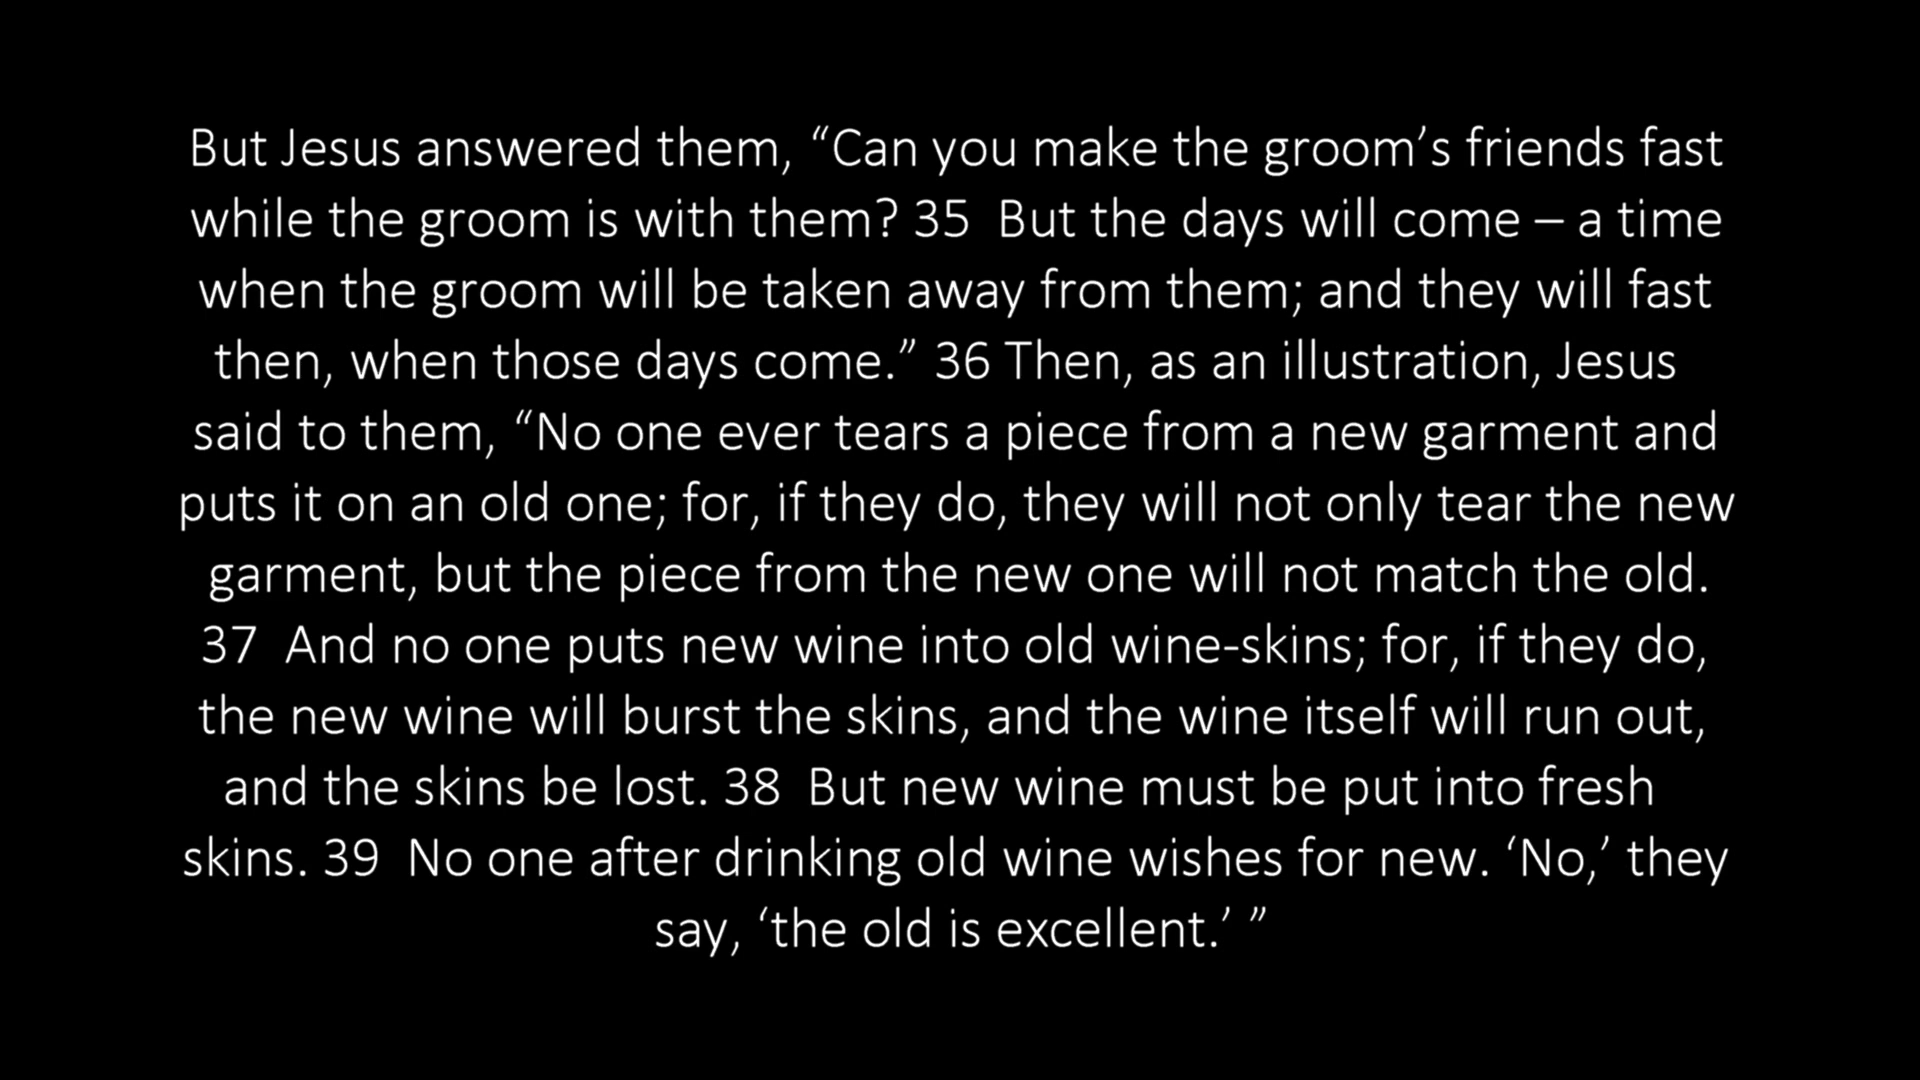 But Jesus answered them, “Can you make the groom’s friends fast
while the groom is with them? 35  But the days will come – a time
when the groom will be taken away from them; and they will fast
then, when those days come.” 36 Then, as an illustration, Jesus
said to them, “No one ever tears a piece from a new garment and
puts it on an old one; for, if they do, they will not only tear the new
garment, but the piece from the new one will not match the old.
37  And no one puts new wine into old wine-skins; for, if they do,
the new wine will burst the skins, and the wine itself will run out,
and the skins be lost. 38  But new wine must be put into fresh
skins. 39  No one after drinking old wine wishes for new. ‘No,’ they
say, ‘the old is excellent.’ ”